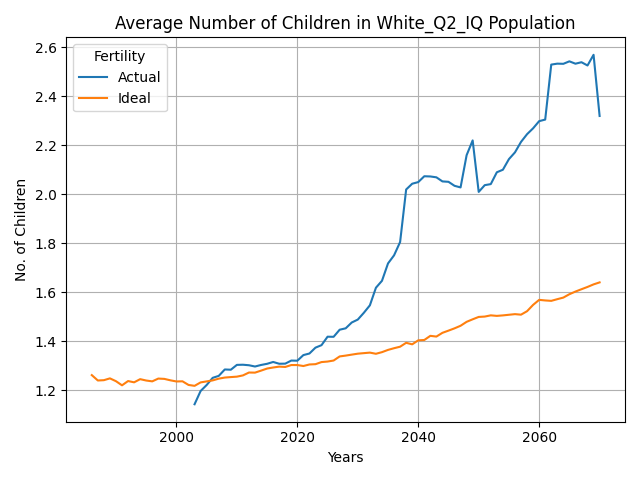 Average Number of Children in White_Q2_IQ Population
Fertility
Actual
Ideal
2.6
2.4
2.2
2.0
1.8
1.6
1.4
1.2
No. of Children
2000
2020
2040
2060
Years